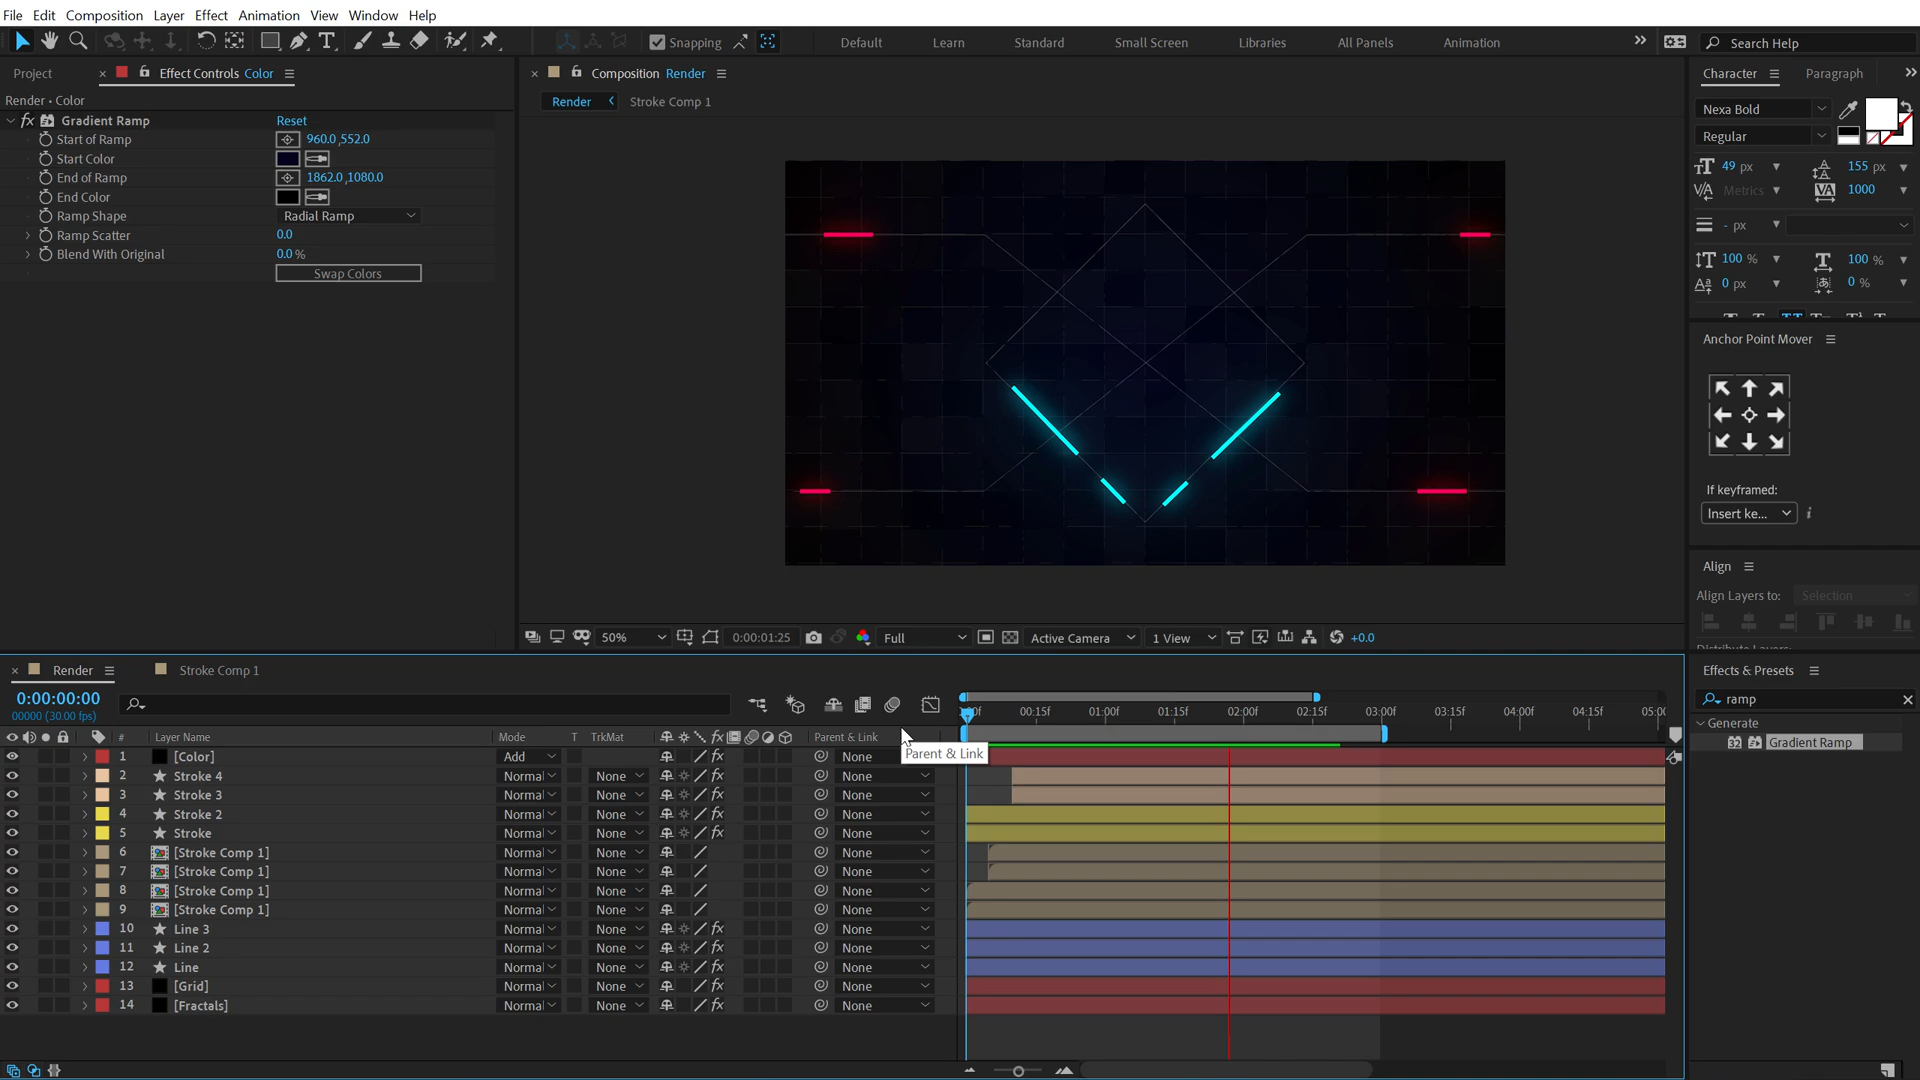 File Edit Composition Layer Effect Animation View Window Help
Snapping Default Learn Standard Small Screen Libraries All Panels Animation Search Help
Project Effect Controls Color Composition Render Character Paragraph
Render • Color
Render Stroke Comp 1
fx Gradient Ramp Reset
Start of Ramp 960.0,552.0
Start Color
End of Ramp 1862.0,1080.0
End Color
Ramp Shape Radial Ramp
Ramp Scatter 0.0
Blend With Original 0.0 %
Swap Colors
Nexa Bold
Regular
49 px 155 px
Metrics 1000
- px
100 % 100 %
0 px 0 %
Anchor Point Mover
If keyframed:
Insert ke...
Align
Align Layers to: Selection
50% 0:00:01:25 Full Active Camera 1 View +0.0
Render Stroke Comp 1
0:00:00:00
00000 (30.00 fps)
00:15f 01:00f 01:15f 02:00f 02:15f 03:00f 03:15f 04:00f 04:15f
# Layer Name Mode T TrkMat Parent & Link
Parent & Link
1 [Color] Add None
2 Stroke 4 Normal None None
3 Stroke 3 Normal None None
4 Stroke 2 Normal None None
5 Stroke Normal None None
6 [Stroke Comp 1] Normal None None
7 [Stroke Comp 1] Normal None None
8 [Stroke Comp 1] Normal None None
9 [Stroke Comp 1] Normal None None
10 Line 3 Normal None None
11 Line 2 Normal None None
12 Line Normal None None
13 [Grid] Normal None None
14 [Fractals] Normal None None
Effects & Presets
ramp
Generate
32 Gradient Ramp